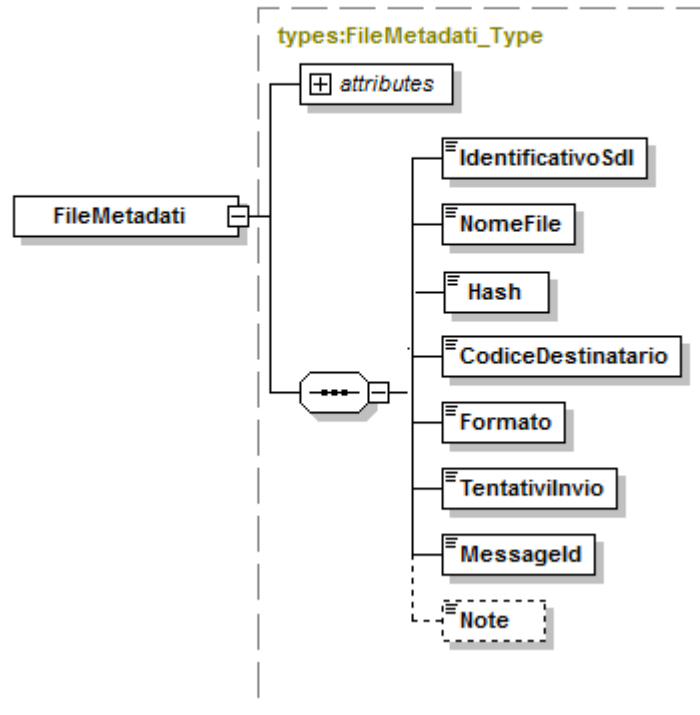 types:FileMetadati_Type
attributes
FileMetadati
IdentificativoSdI
NomeFile
Hash
CodiceDestinatario
Formato
TentativiInvio
MessageId
Note